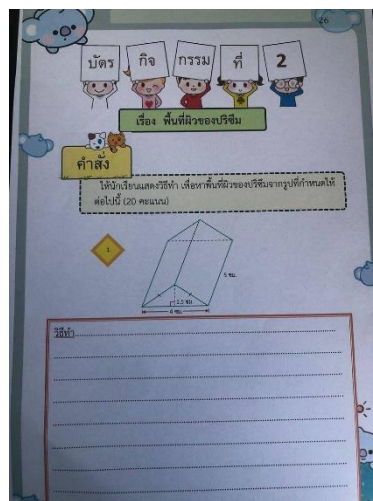 26
บัตร กิจ กรรม ที่ 2
เรื่อง พื้นที่ผิวของปริซึม
คำสั่ง
ให้นักเรียนแสดงวิธีทำ เพื่อหาพื้นที่ผิวของปริซึมจากรูปที่กำหนดให้
ต่อไปนี้ (20 คะแนน)
1
5 ซม.
1.5 ซม.
6 ซม.
วิธีทำ